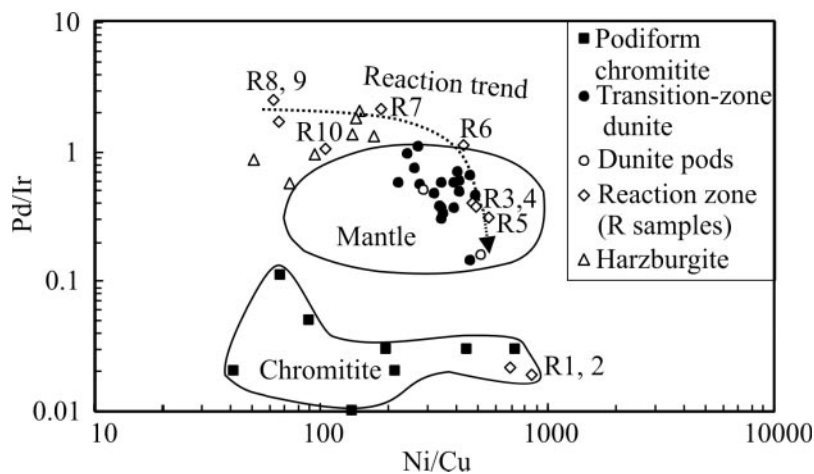 10
1
0.1
0.01
Pd/Ir
R8, 9
Reaction trend
R7
R10
R6
R3,4
R5
Mantle
Chromitite
R1, 2
Podiform
chromitite
Transition-zone
dunite
Dunite pods
Reaction zone
(R samples)
Harzburgite
10
100
1000
10000
Ni/Cu